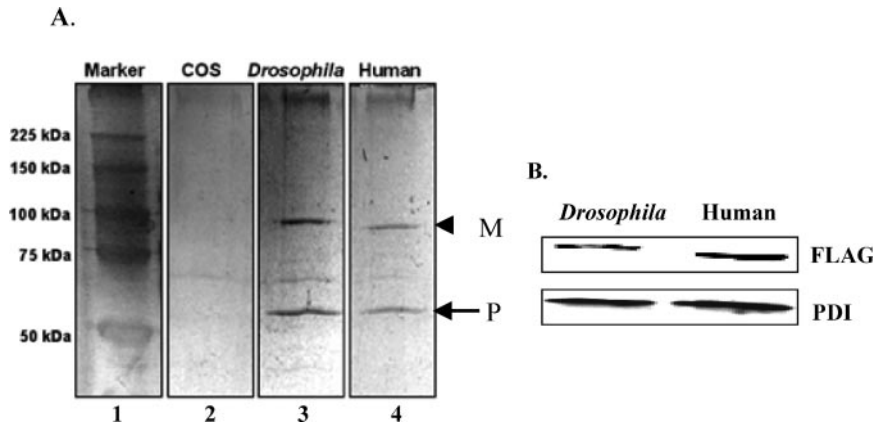 A.
Marker COS Drosophila Human
225 kDa
150 kDa
100 kDa
M
75 kDa
P
50 kDa
1 2 3 4
B.
Drosophila Human
FLAG
PDI